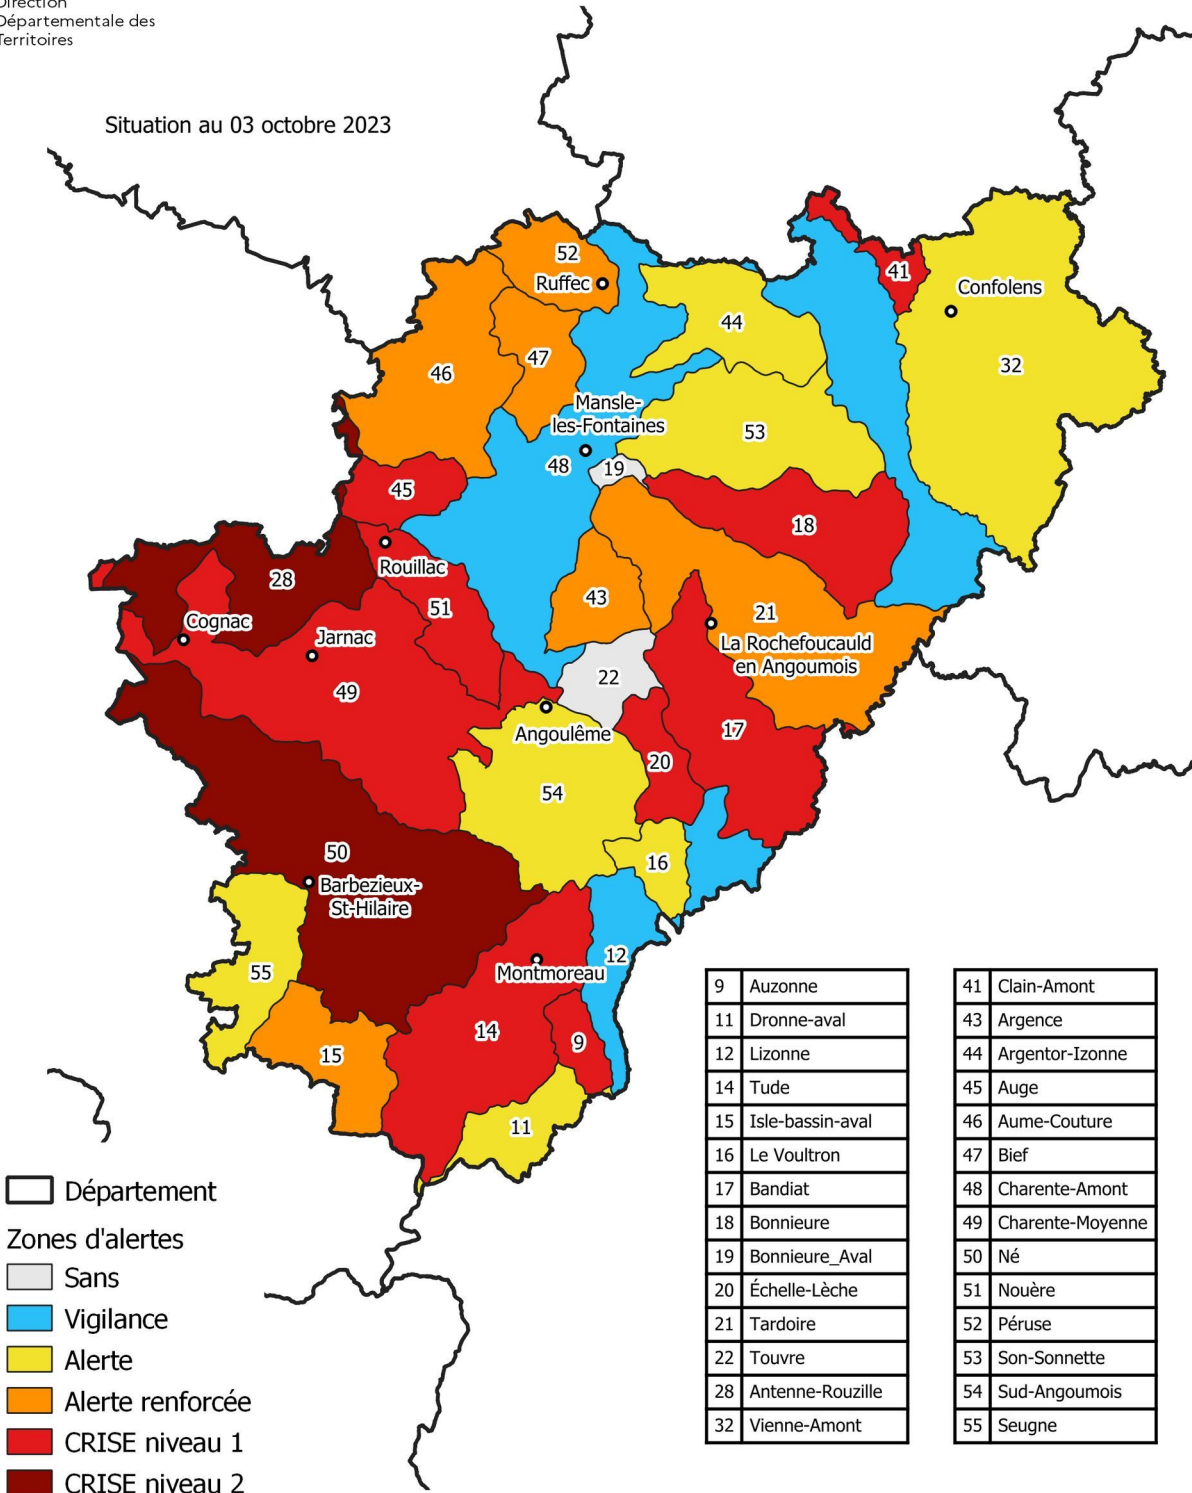 Direction
Départementale des
Territoires
Situation au 03 octobre 2023
52
Ruffec
41
Confolens
44
47
46
32
Mansle-
les-Fontaines
53
48
19
45
18
Rouillac
28
43
51
21
Cognac
Jarnac
La Rochefoucauld
en Angoumois
22
49
Angoulême
17
20
54
50
16
Barbezieux-
St-Hilaire
12
55
Montmoreau
14
9
15
11
9 Auzonne
11 Dronne-aval
12 Lizonne
14 Tude
15 Isle-bassin-aval
16 Le Voultron
17 Bandiat
18 Bonnieure
19 Bonnieure_Aval
20 Échelle-Lèche
21 Tardoire
22 Touvre
28 Antenne-Rouzille
32 Vienne-Amont
41 Clain-Amont
43 Argence
44 Argentor-Izonne
45 Auge
46 Aume-Couture
47 Bief
48 Charente-Amont
49 Charente-Moyenne
50 Né
51 Nouère
52 Péruse
53 Son-Sonnette
54 Sud-Angoumois
55 Seugne
Département
Zones d'alertes
Sans
Vigilance
Alerte
Alerte renforcée
CRISE niveau 1
CRISE niveau 2